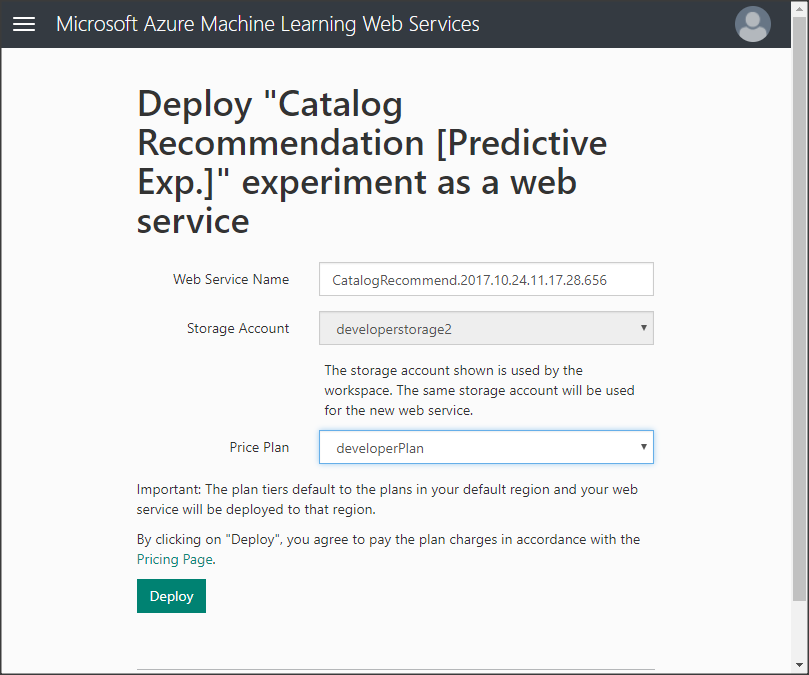 Microsoft Azure Machine Learning Web Services
Deploy "Catalog
Recommendation [Predictive
Exp.]" experiment as a web
service
Web Service Name
CatalogRecommend.2017.10.24.11.17.28.656
Storage Account
developerstorage2
The storage account shown is used by the
workspace. The same storage account will be used
for the new web service.
Price Plan
developerPlan
Important: The plan tiers default to the plans in your default region and your web
service will be deployed to that region.
By clicking on "Deploy", you agree to pay the plan charges in accordance with the
Pricing Page.
Deploy